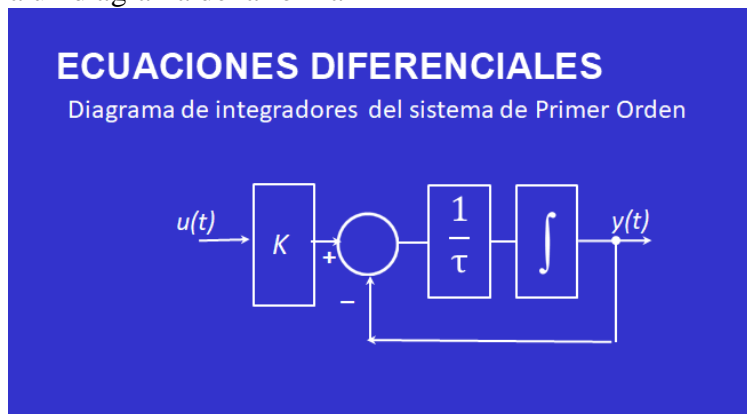 ECUACIONES DIFERENCIALES
Diagrama de integradores del sistema de Primer Orden
u(t)
K
+
−
1
τ
∫
y(t)